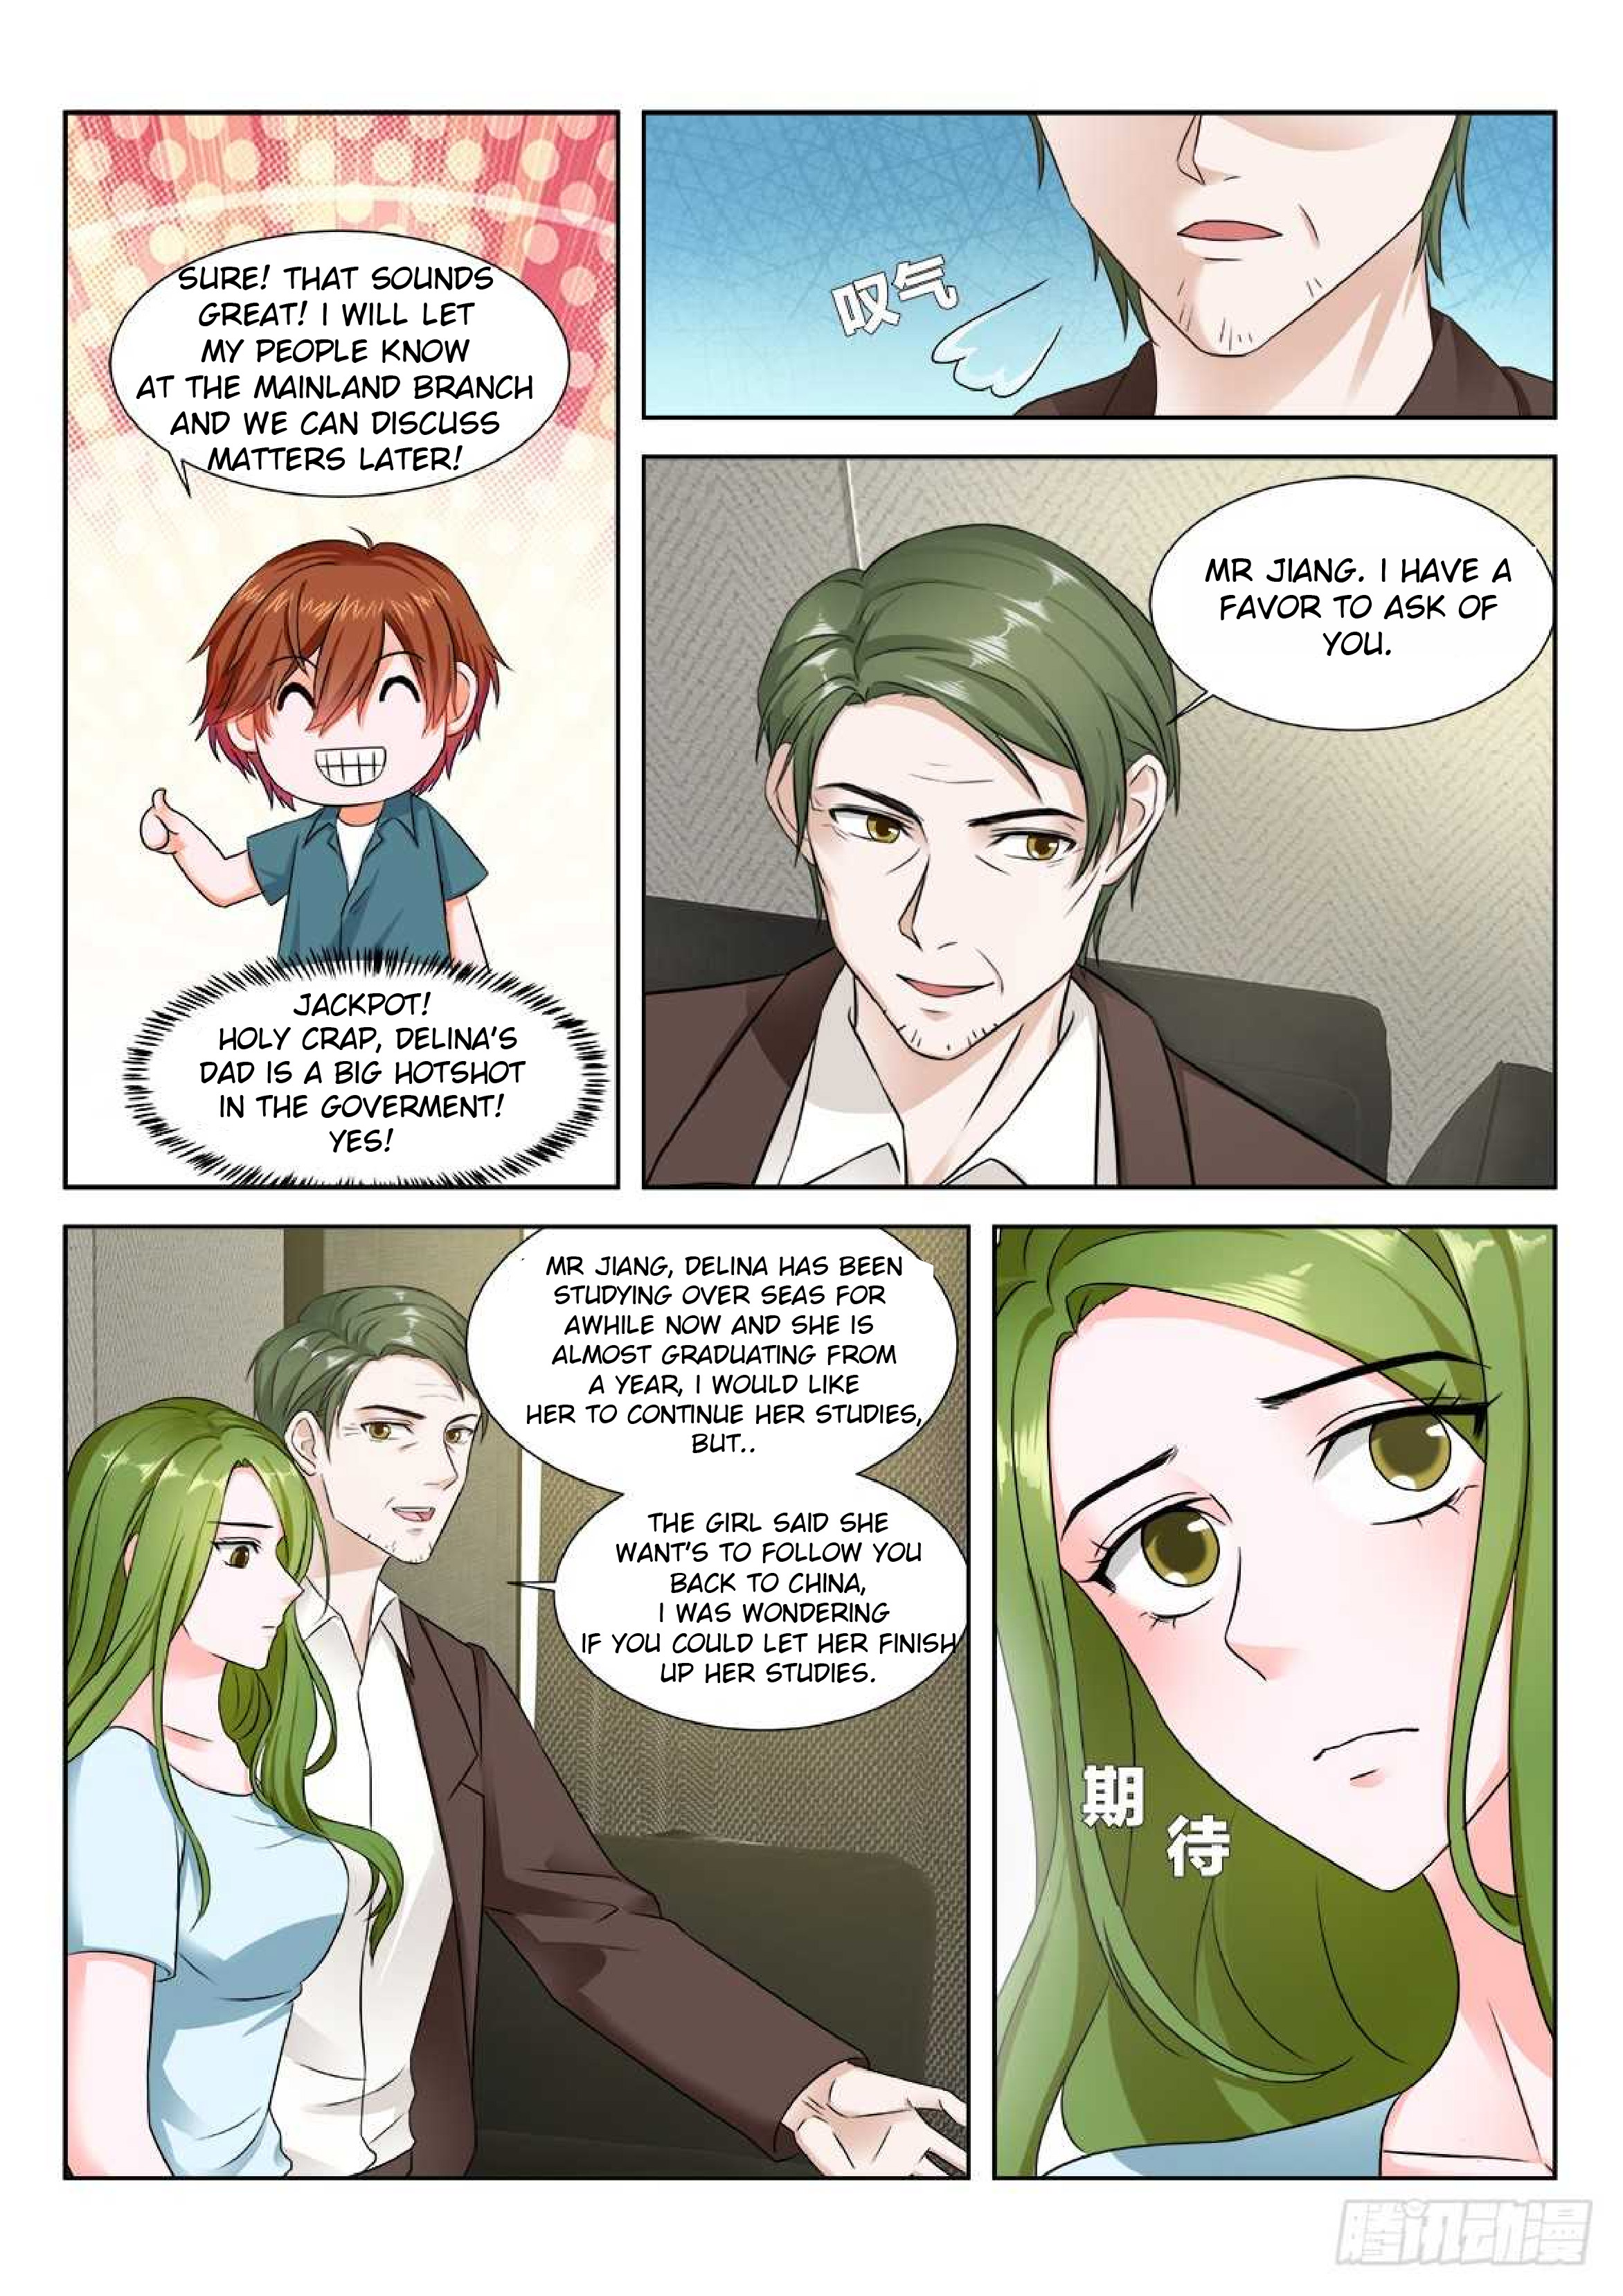 SURE! THAT SOUNDS
GREAT! I WILL LET
MY PEOPLE KNOW
AT THE MAINLAND BRANCH
AND WE CAN DISCUSS
MATTERS LATER!
JACKPOT!
HOLY CRAP, DELINA'S
DAD IS A BIG HOTSHOT
IN THE GOVERMENT!
YES!
叹气
MR JIANG. I HAVE A
FAVOR TO ASK OF
YOU.
MR JIANG, DELINA HAS BEEN
STUDYING OVER SEAS FOR
AWHILE NOW AND SHE IS
ALMOST GRADUATING FROM
A YEAR, I WOULD LIKE
HER TO CONTINUE HER STUDIES,
BUT..
THE GIRL SAID SHE
WANT'S TO FOLLOW YOU
BACK TO CHINA,
I WAS WONDERING
IF YOU COULD LET HER FINISH
UP HER STUDIES.
期待
腾讯动漫